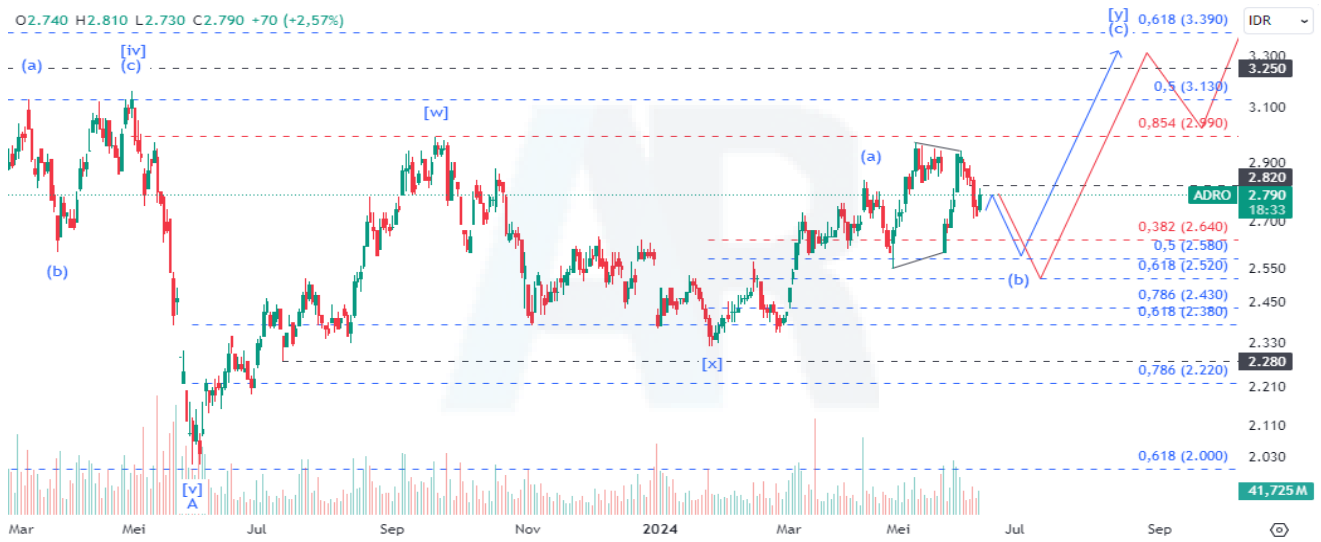 O2.740 H2.810 L2.730 C2.790 +70 (+2,57%)
IDR
[y]
(c)
0,618 (3.390)
[iv]
(c)
(a)
3.300
3.250
0,5 (3.130)
3.100
[w]
0,854 (2.990)
(a)
2.900
2.820
ADRO
2.790
18:33
2.700
0,382 (2.640)
0,5 (2.580)
(b)
0,618 (2.520)
2.550
(b)
0,786 (2.430)
2.450
0,618 (2.380)
2.330
[x]
2.280
0,786 (2.220)
2.210
2.110
0,618 (2.000)
2.030
[v]
A
41,725M
Mar Mei Jul Sep Nov 2024 Mar Mei Jul Sep
AR